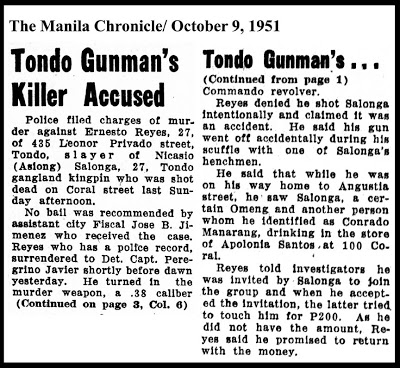 The Manila Chronicle/ October 9, 1951
Tondo Gunman's
Killer Accused
Police filed charges of mur-
der against Ernesto Reyes, 27,
of 435 Leonor Privado street,
Tondo, slayer of Nicasio
(Asiong) Salonga, 27, Tondo
gangland kingpin who was shot
dead on Coral street last Sun-
day afternoon.
No bail was recommended by
assistant city Fiscal Jose B. Ji-
menez who received the case.
Reyes who has a police record,
surrendered to Det. Capt. Pere-
grino Javier shortly before dawn
yesterday. He turned in the
murder weapon, a .38 caliber
(Continued on page 3, Col. 6)
Tondo Gunman's...
(Continued from page 1)
Commando revolver.
Reyes denied he shot Salonga
intentionally and claimed it was
an accident. He said his gun
went off accidentally during his
scuffle with one of Salonga's
henchmen.
He said that while he was
on his way home to Angustia
street, he saw Salonga, a cer-
tain Omeng and another person
whom he identified as Conrado
Manarang, drinking in the store
of Apolonia Santos at 100 Co-
ral.
Reyes told investigators he
was invited by Salonga to join
the group and when he accept-
ed the invitation, the latter tried
to touch him for P200. As he
did not have the amount, Re-
yes said he promised to return
with the money.